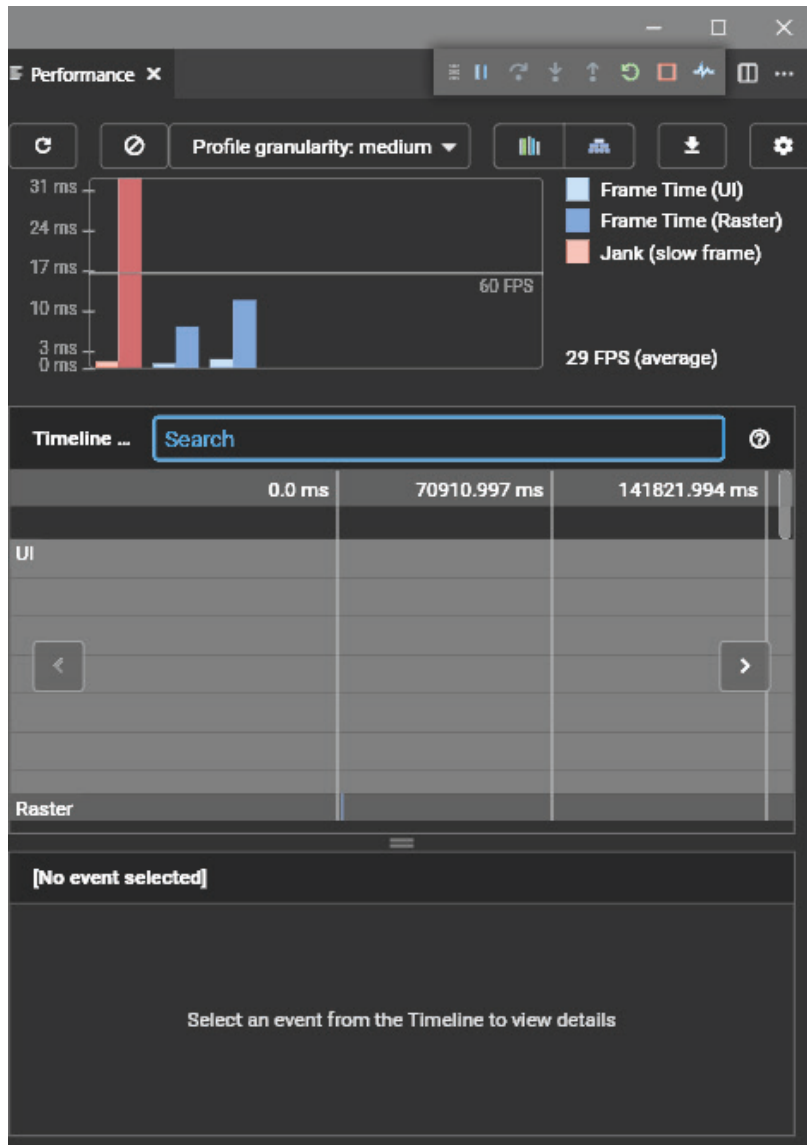 Performance
Profile granularity: medium
31 ms
24 ms
17 ms
10 ms
3 ms
0 ms
60 FPS
Frame Time (UI)
Frame Time (Raster)
Jank (slow frame)
29 FPS (average)
Timeline ... Search
0.0 ms 70910.997 ms 141821.994 ms
UI
Raster
[No event selected]
Select an event from the Timeline to view details